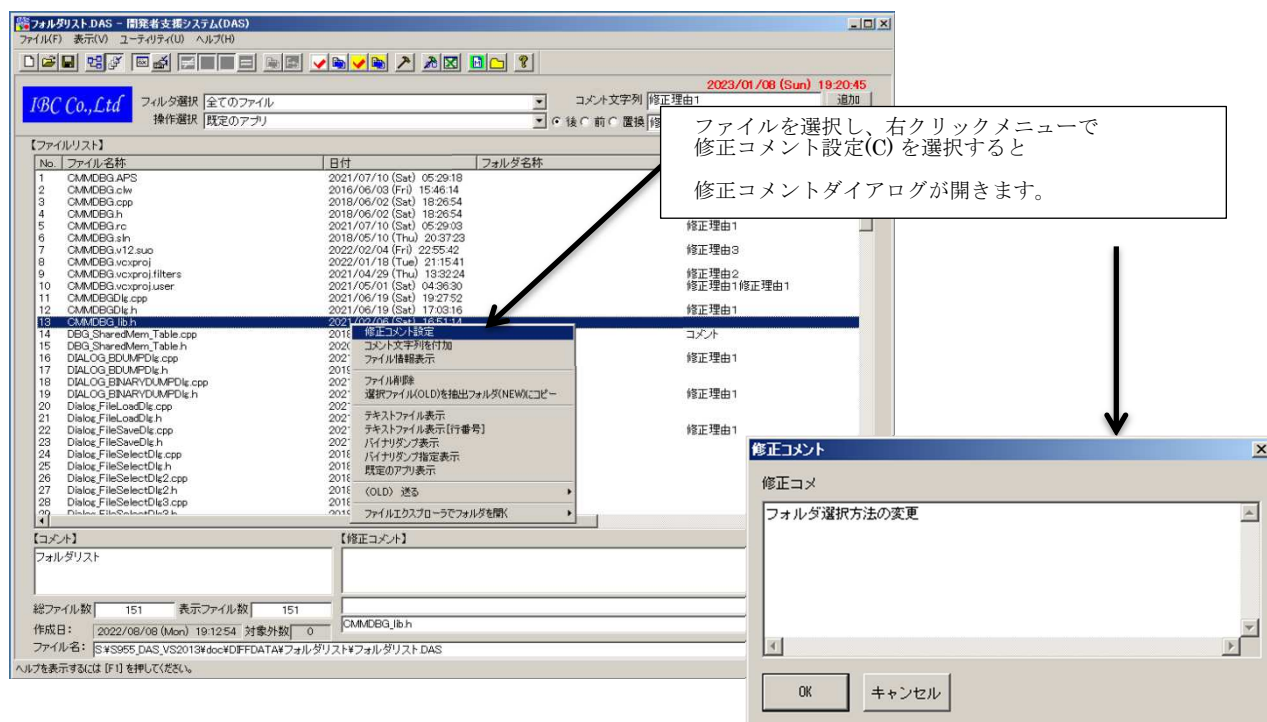 フォルダリスト.DAS － 開発者支援システム(DAS)
ファイル(F) 表示(V) ユーティリティ(U) ヘルプ(H)
2023/01/08 (Sun) 19:20:45
IBC Co.,Ltd
フィルタ選択 全てのファイル コメント文字列 修正理由1 追加
操作選択 既定のアプリ 後 前 置換
ファイルを選択し、右クリックメニューで
修正コメント設定(C) を選択すると
修正コメントダイアログが開きます。
【ファイルリスト】
No. ファイル名称 日付 フォルダ名称
1 CMMDBG.APS 2021/07/10 (Sat) 05:29:18
2 CMMDBG.clw 2016/06/03 (Fri) 15:46:14
3 CMMDBG.cpp 2018/06/02 (Sat) 18:26:54
4 CMMDBG.h 2018/06/02 (Sat) 18:26:54
5 CMMDBG.rc 2021/07/10 (Sat) 05:29:03 修正理由1
6 CMMDBG.sln 2018/05/10 (Thu) 20:37:23
7 CMMDBG.v12.suo 2022/02/04 (Fri) 22:55:42 修正理由3
8 CMMDBG.vcxproj 2022/01/18 (Tue) 21:15:41
9 CMMDBG.vcxproj.filters 2021/04/29 (Thu) 13:32:24 修正理由2
10 CMMDBG.vcxproj.user 2021/05/01 (Sat) 04:36:30 修正理由1修正理由1
11 CMMDBGDlg.cpp 2021/06/19 (Sat) 19:27:52
12 CMMDBGDlg.h 2021/06/19 (Sat) 17:03:16 修正理由1
13 CMMDBG_lib.h 2021/02/06 (Sat) 16:51:14
14 DBG_SharedMem_Table.cpp 2018 コメント
15 DBG_SharedMem_Table.h 202
16 DIALOG_BDUMPDlg.cpp 202 修正理由1
17 DIALOG_BDUMPDlg.h 201
18 DIALOG_BINARYDUMPDlg.cpp 202
19 DIALOG_BINARYDUMPDlg.h 202 修正理由1
20 Dialog_FileLoadDlg.cpp 202
21 Dialog_FileLoadDlg.h 202
22 Dialog_FileSaveDlg.cpp 202 修正理由1
23 Dialog_FileSaveDlg.h 202
24 Dialog_FileSelectDlg.cpp 2018
25 Dialog_FileSelectDlg.h 2018
26 Dialog_FileSelectDlg2.cpp 2018
27 Dialog_FileSelectDlg2.h 2018
28 Dialog_FileSelectDlg3.cpp 2018
修正コメント設定
コメント文字列を付加
ファイル情報表示
ファイル削除
選択ファイル(OLD)を抽出フォルダ(NEW)にコピー
テキストファイル表示
テキストファイル表示[行番号]
バイナリダンプ表示
バイナリダンプ指定表示
既定のアプリ表示
(OLD) 送る
ファイルエクスプローラでフォルダを開く
【コメント】 【修正コメント】
フォルダリスト
総ファイル数 151 表示ファイル数 151
作成日： 2022/08/08 (Mon) 19:12:54 対象外数 0 CMMDBG_lib.h
ファイル名： S:¥S955_DAS_VS2013¥doc¥DIFFDATA¥フォルダリスト¥フォルダリスト.DAS
ヘルプを表示するには [F1] を押してください。
修正コメント
修正コメ
フォルダ選択方法の変更
OK キャンセル